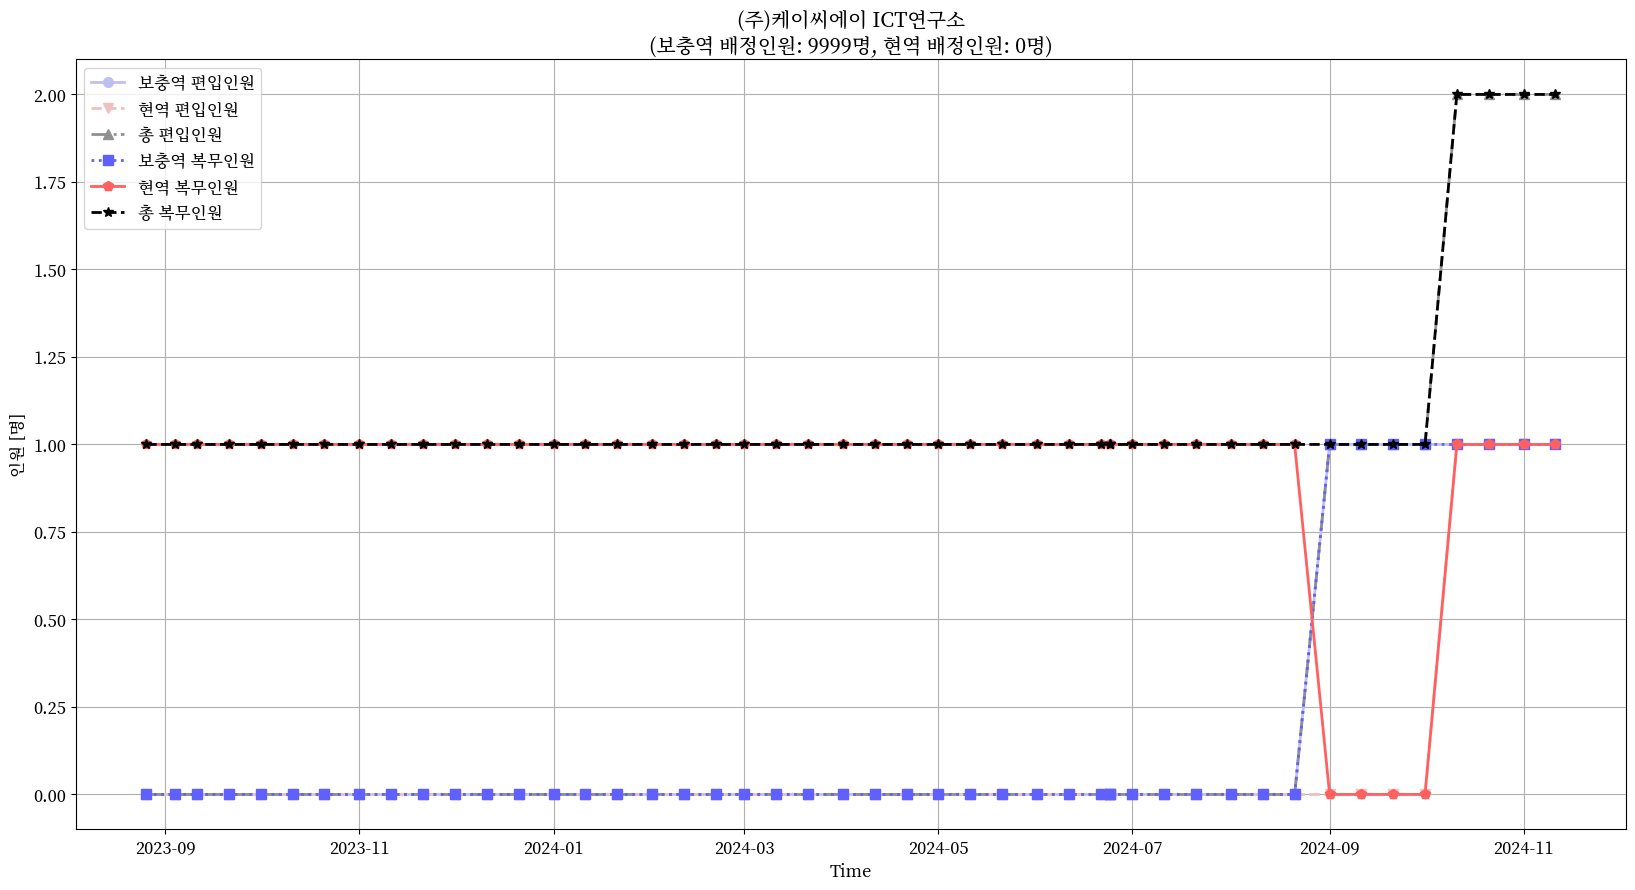 (주)케이씨에이 ICT연구소
(보충역 배정인원: 9999명, 현역 배정인원: 0명)
보충역 편입인원
현역 편입인원
총 편입인원
보충역 복무인원
현역 복무인원
총 복무인원
2.00
1.75
1.50
1.25
1.00
0.75
0.50
0.25
0.00
인원 [명]
2023-09 2023-11 2024-01 2024-03 2024-05 2024-07 2024-09 2024-11
Time